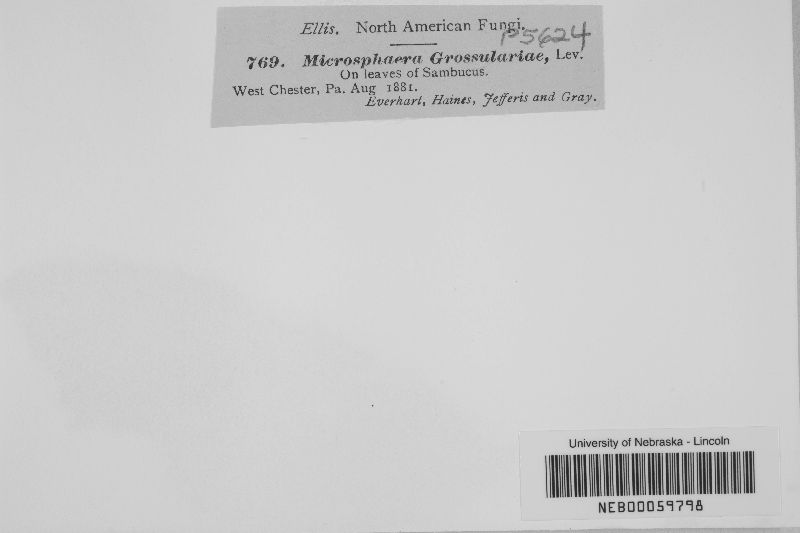 Ellis. North American Fungi.
P5624
769. Microsphaera Grossulariae, Lev.
On leaves of Sambucus.
West Chester, Pa. Aug 1881.
Everhart, Haines, Jefferis and Gray.
University of Nebraska - Lincoln
NEB00059798